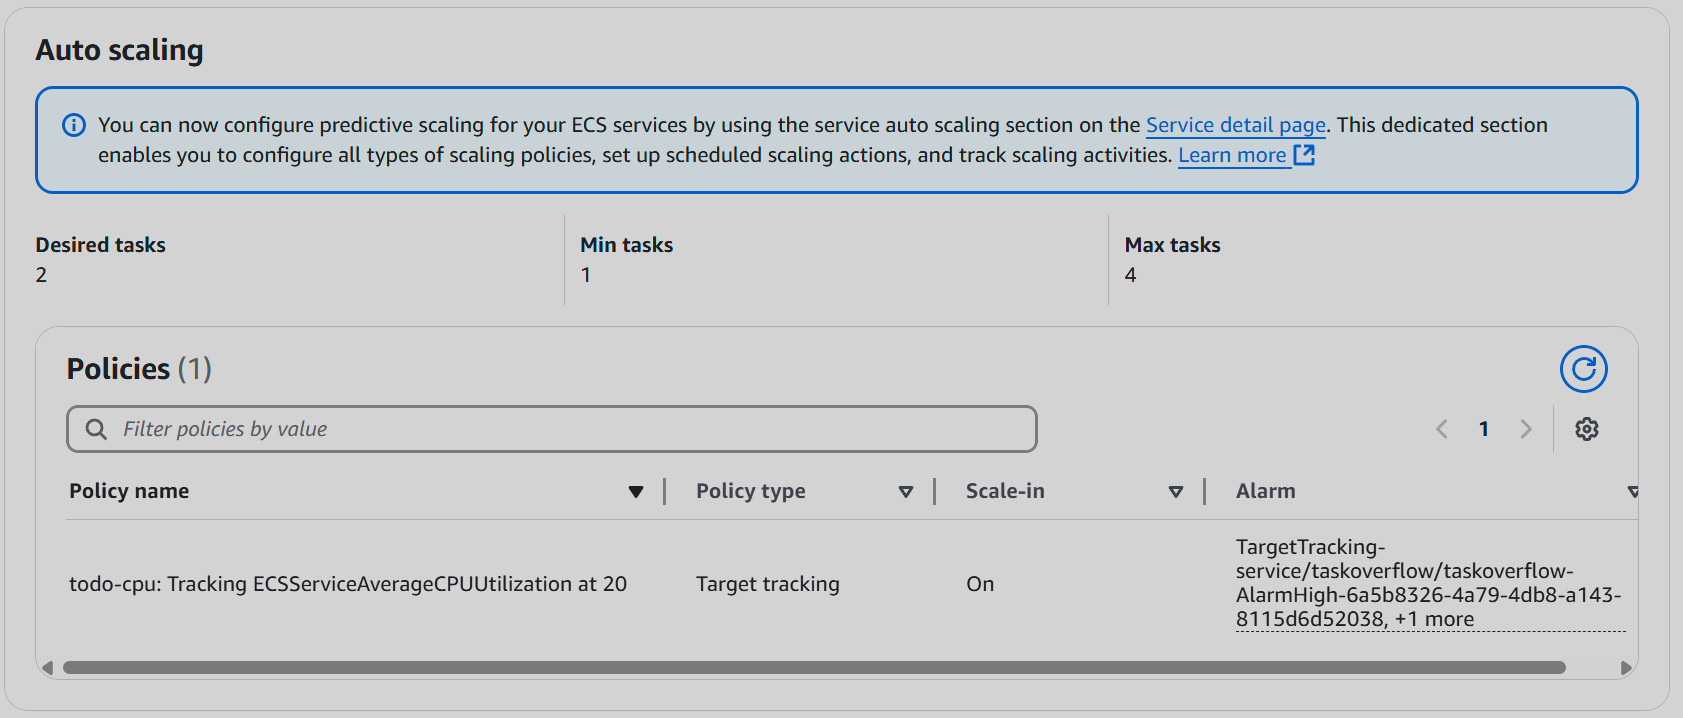 Auto scaling
You can now configure predictive scaling for your ECS services by using the service auto scaling section on the Service detail page. This dedicated section
enables you to configure all types of scaling policies, set up scheduled scaling actions, and track scaling activities. Learn more
Desired tasks
2
Min tasks
1
Max tasks
4
Policies (1)
Filter policies by value
1
Policy name
Policy type
Scale-in
Alarm
todo-cpu: Tracking ECSServiceAverageCPUUtilization at 20
Target tracking
On
TargetTracking-
service/taskoverflow/taskoverflow-
AlarmHigh-6a5b8326-4a79-4db8-a143-
8115d6d52038, +1 more